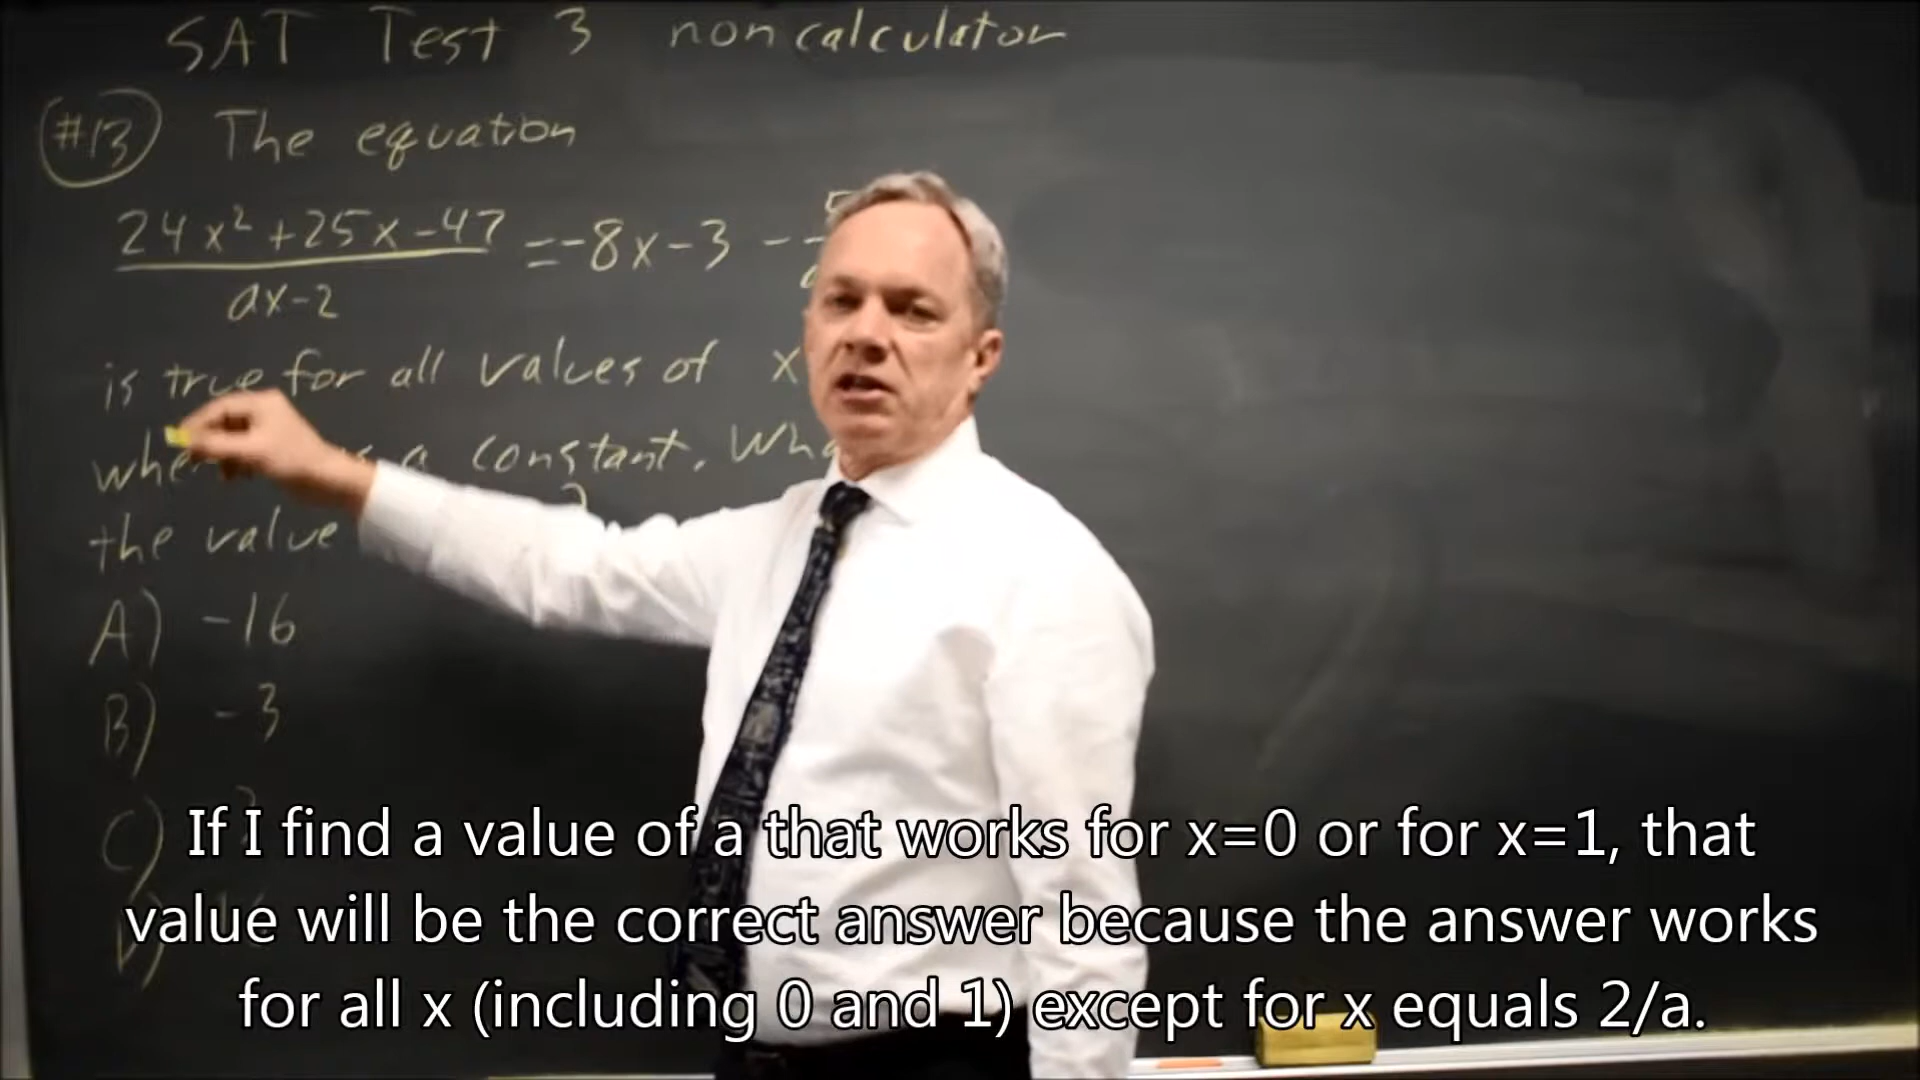 SAT Test 3 non calculator
#13 The equation
24x² + 25x - 47
= -8x - 3 -
ax - 2
is true for all values of x
a constant.
the value
A) -16
B) -3
C)
If I find a value of a that works for x=0 or for x=1, that
value will be the correct answer because the answer works
for all x (including 0 and 1) except for x equals 2/a.